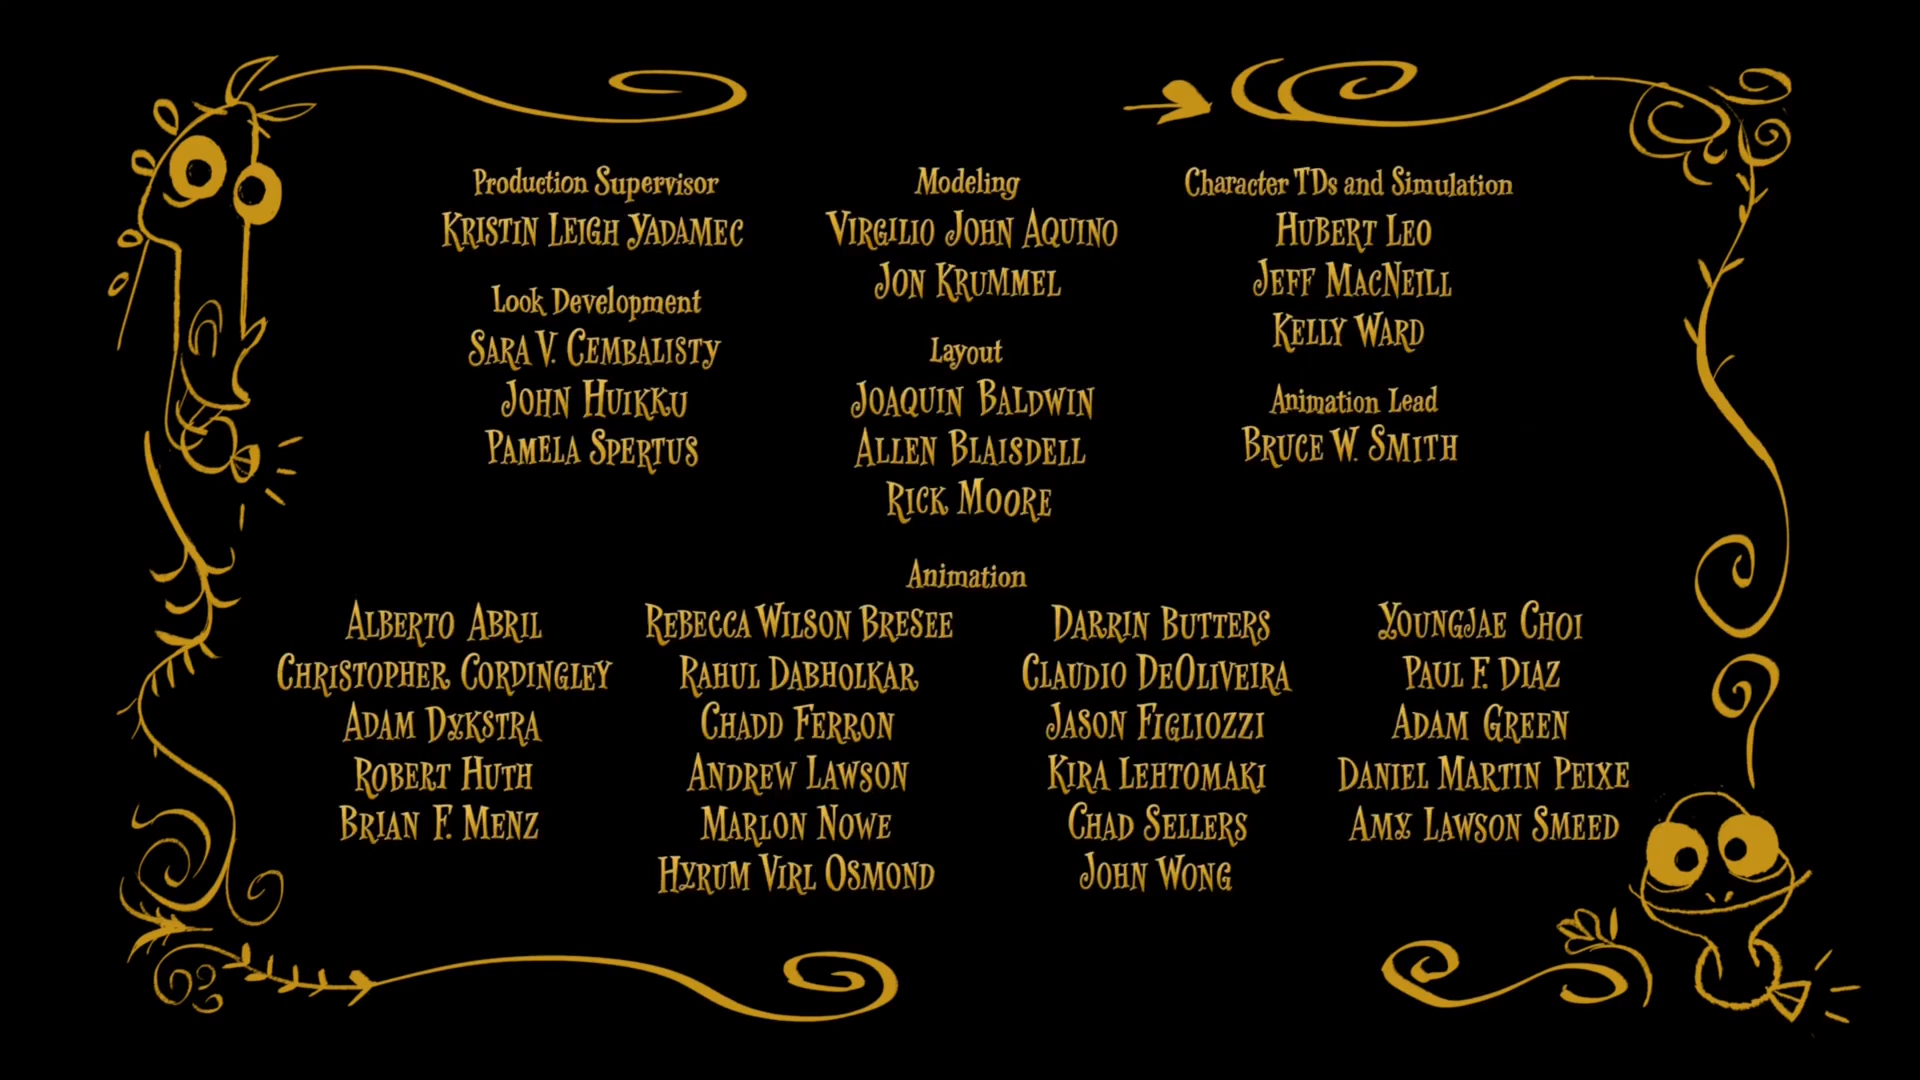 Production Supervisor
Kristin Leigh Yadamec
Look Development
Sara V. Cembalisty
John Huikku
Pamela Spertus
Modeling
Virgilio John Aquino
Jon Krummel
Layout
Joaquin Baldwin
Allen Blaisdell
Rick Moore
Character TDs and Simulation
Hubert Leo
Jeff MacNeill
Kelly Ward
Animation Lead
Bruce W. Smith
Animation
Alberto Abril Rebecca Wilson Bresee Darrin Butters Youngjae Choi
Christopher Cordingley Rahul Dabholkar Claudio DeOliveira Paul F. Diaz
Adam Dykstra Chadd Ferron Jason Figliozzi Adam Green
Robert Huth Andrew Lawson Kira Lehtomaki Daniel Martin Peixe
Brian F. Menz Marlon Nowe Chad Sellers Amy Lawson Smeed
Hyrum Virl Osmond John Wong